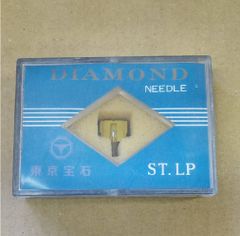 DIAMOND
NEEDLE
東京宝石
ST. LP